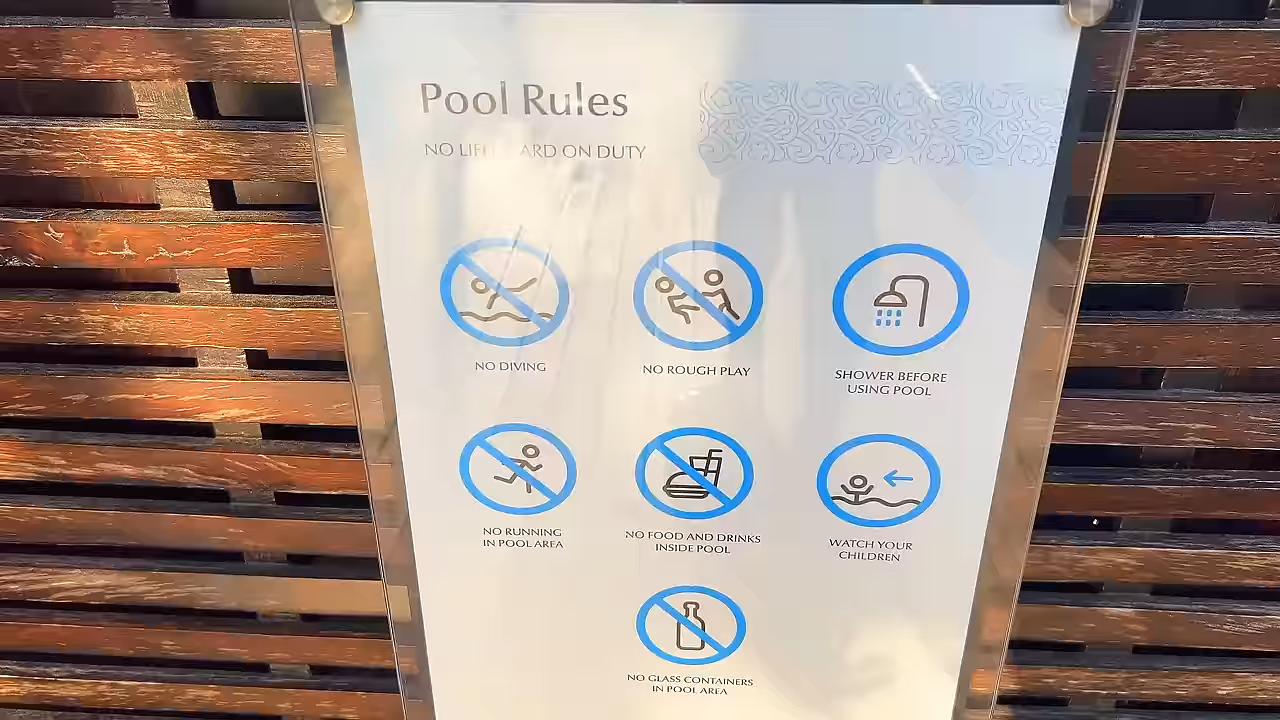 Pool Rules
NO LIFEGUARD ON DUTY
NO DIVING
NO ROUGH PLAY
SHOWER BEFORE
USING POOL
NO RUNNING
IN POOL AREA
NO FOOD AND DRINKS
INSIDE POOL
WATCH YOUR
CHILDREN
NO GLASS CONTAINERS
IN POOL AREA